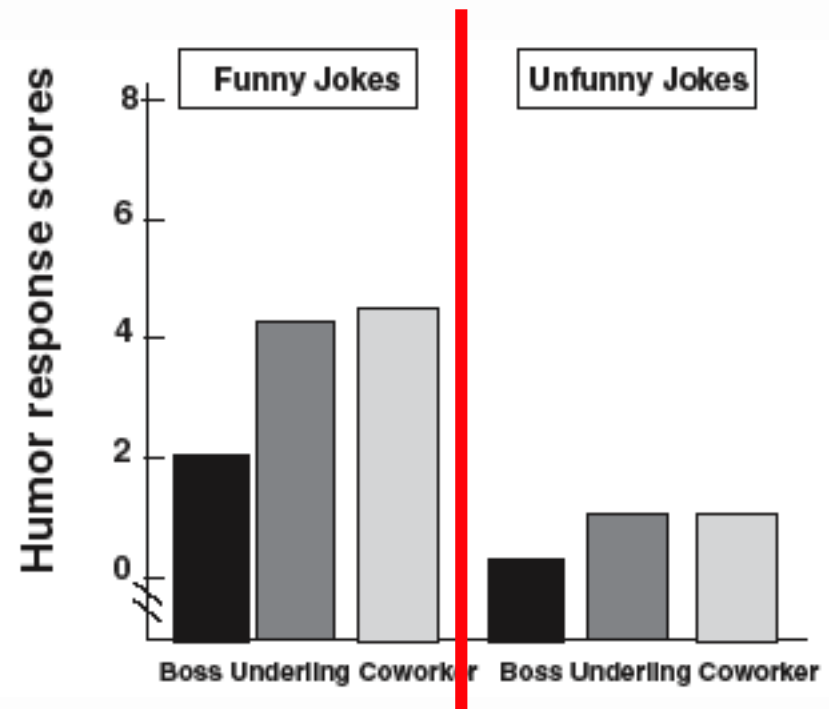 Humor response scores
8
6
4
2
0
Funny Jokes
Boss Underling Coworker
Unfunny Jokes
Boss Underling Coworker